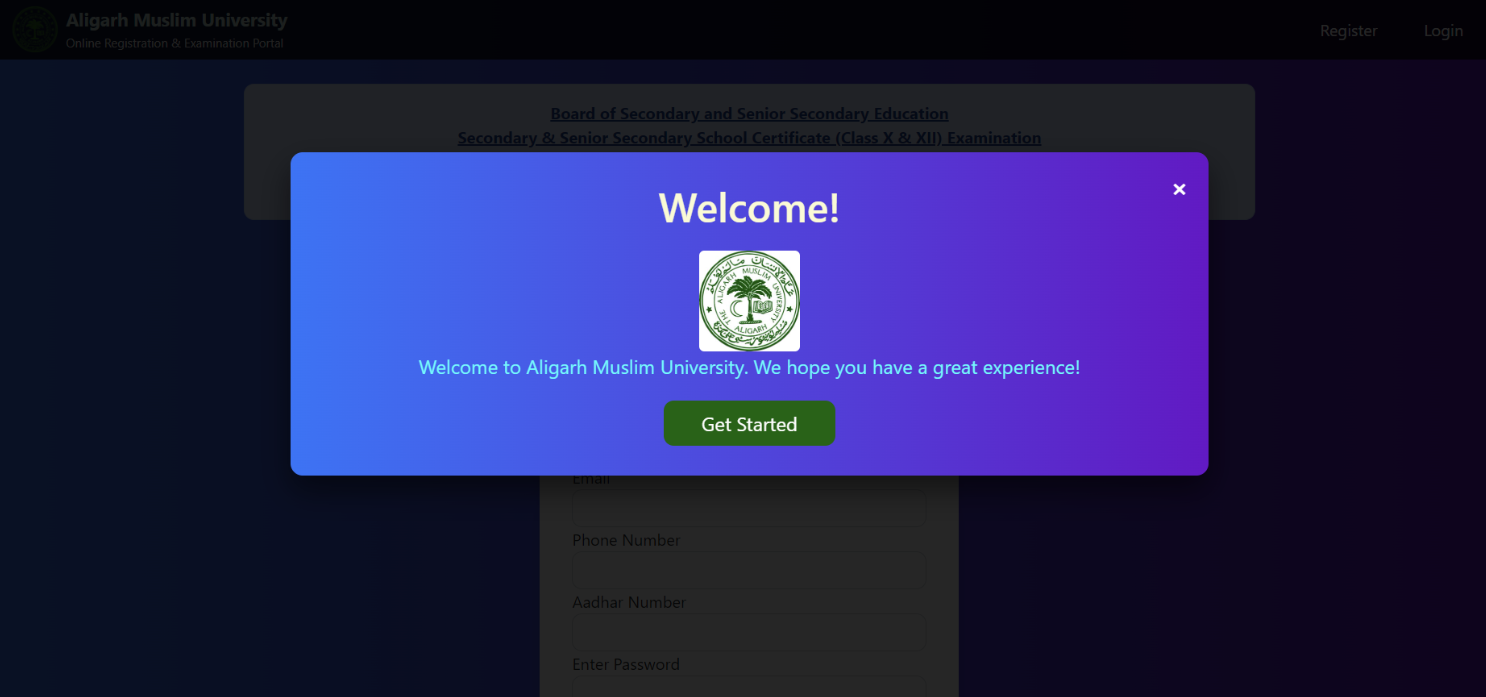 Aligarh Muslim University
Online Registration & Examination Portal
Register
Login
Board of Secondary and Senior Secondary Education
Secondary & Senior Secondary School Certificate (Class X & XII) Examination
Welcome!
THE ALIGARH MUSLIM UNIVERSITY
ALIGARH
Welcome to Aligarh Muslim University. We hope you have a great experience!
Get Started
Email
Phone Number
Aadhar Number
Enter Password